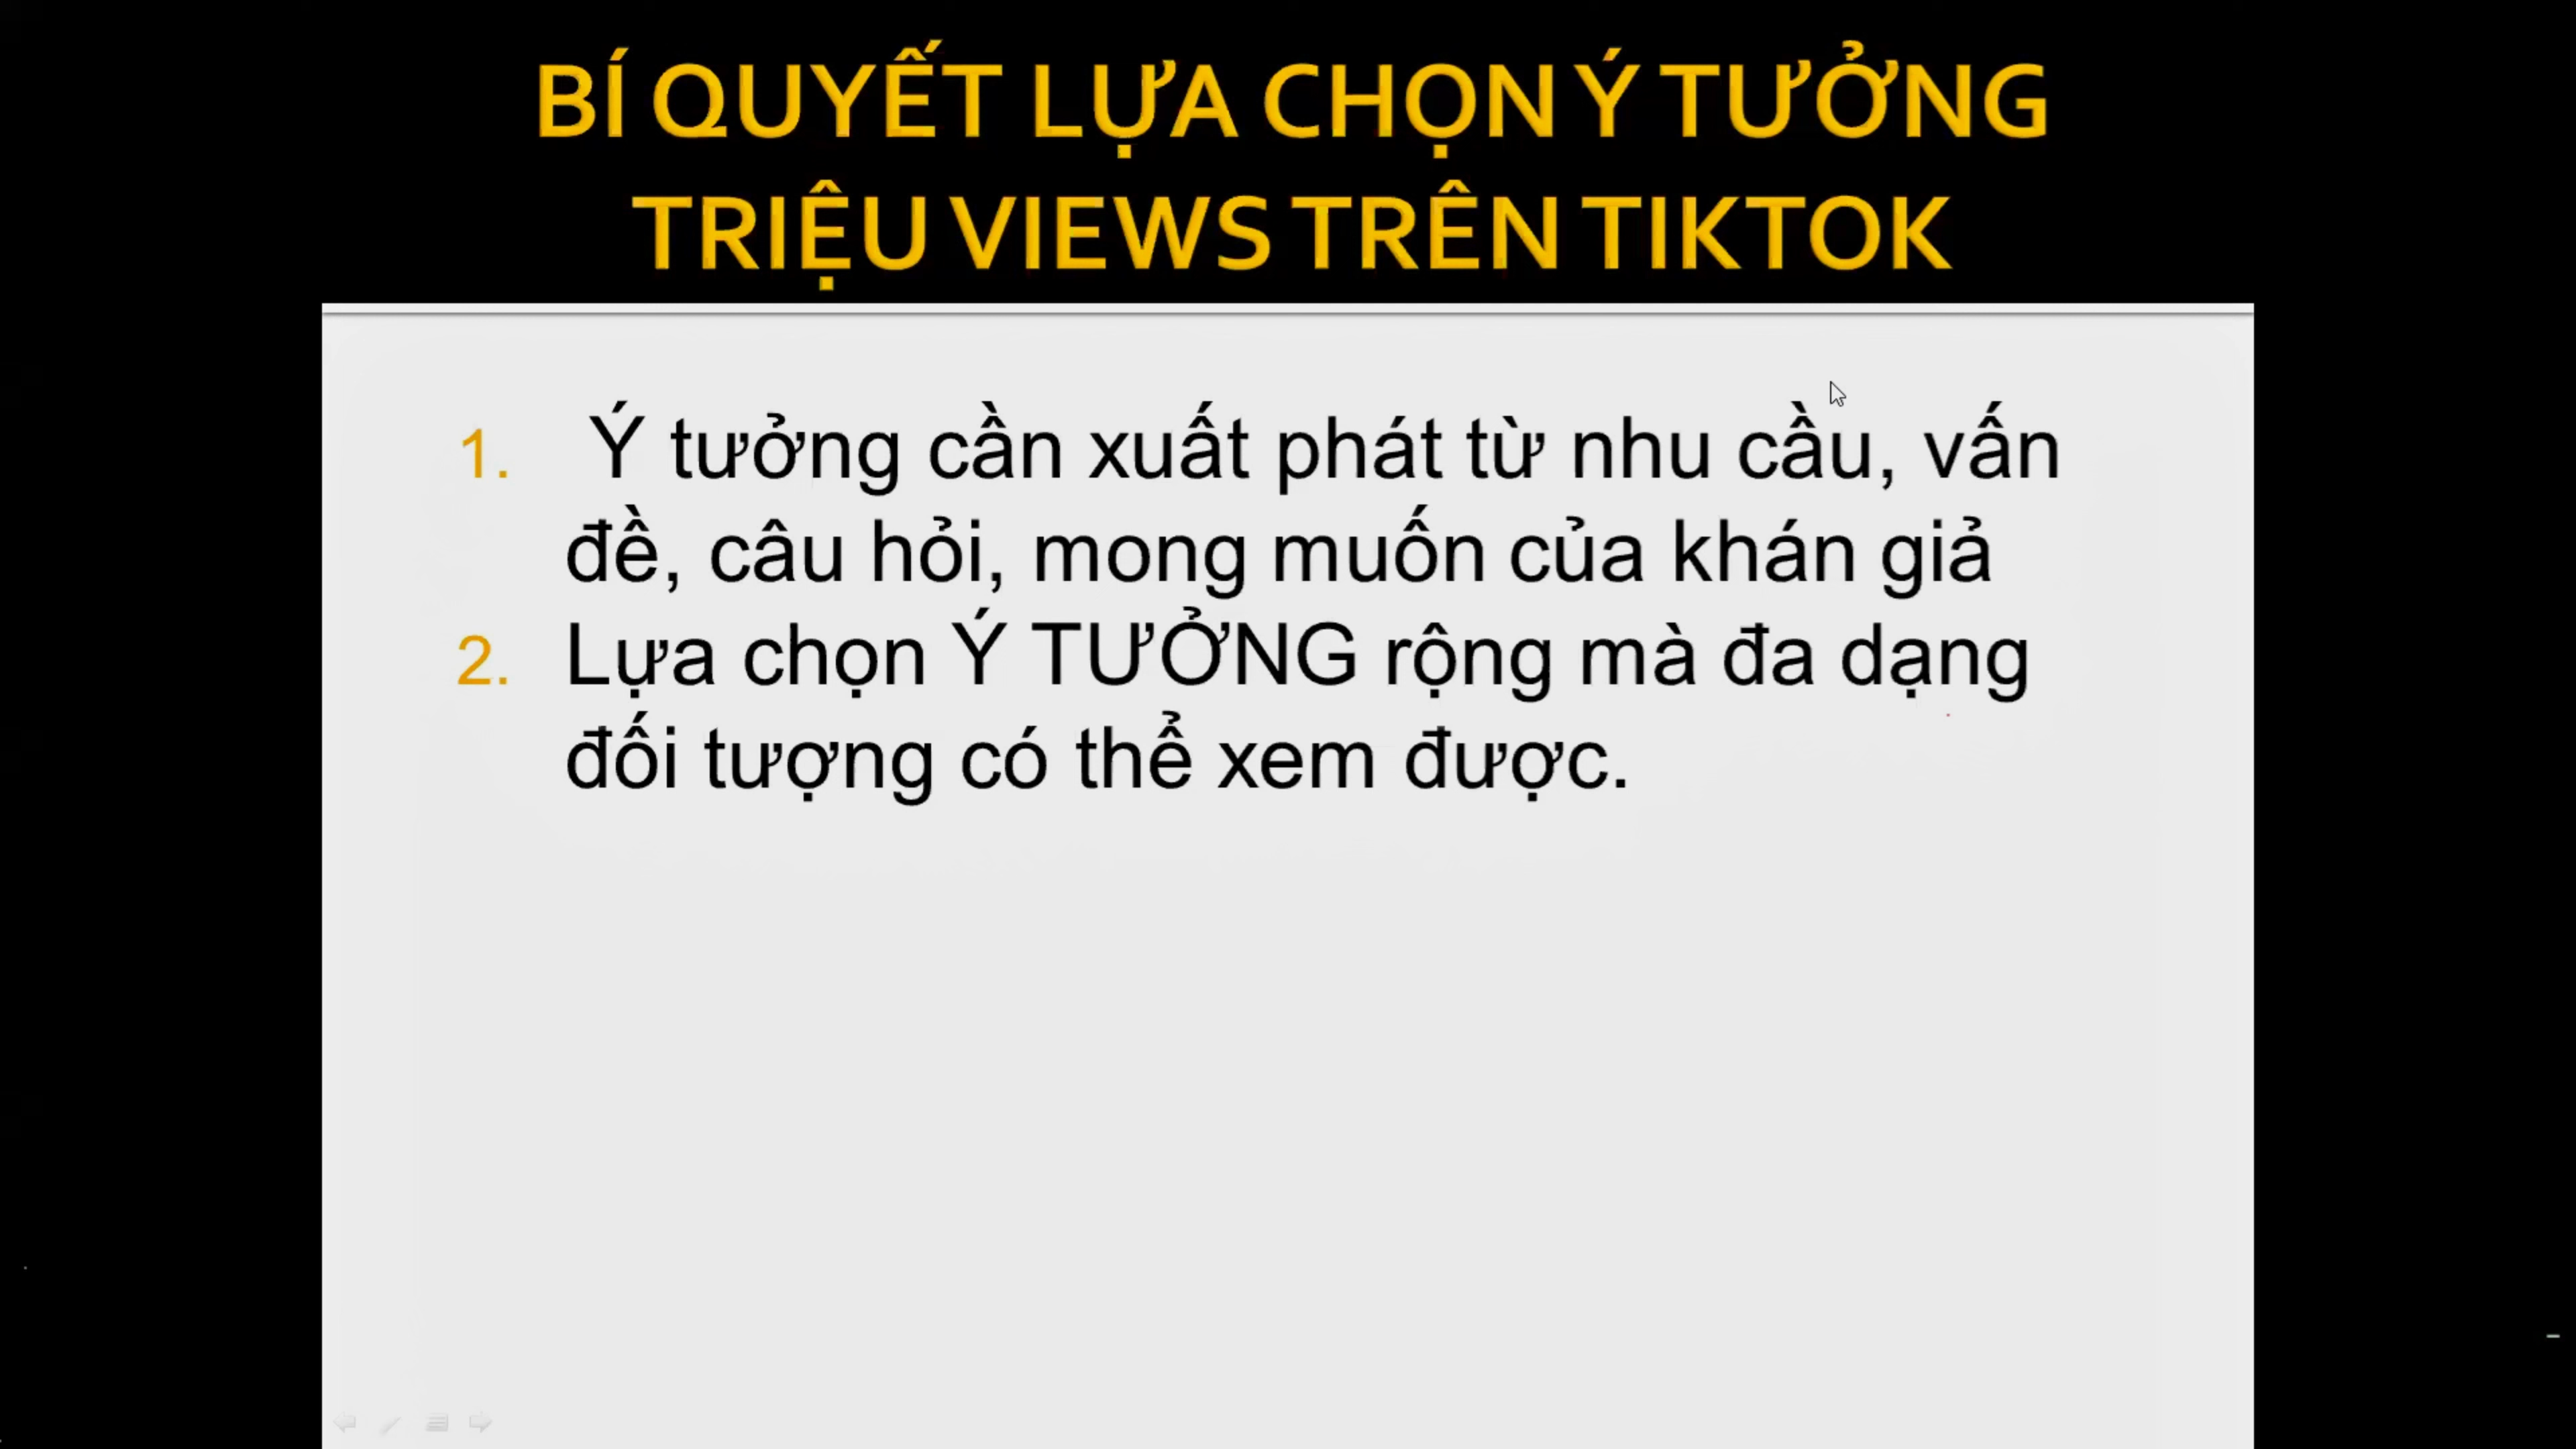 BÍ QUYẾT LỰA CHỌN Ý TƯỞNG
TRIỆU VIEWS TRÊN TIKTOK
1. Ý tưởng cần xuất phát từ nhu cầu, vấn
đề, câu hỏi, mong muốn của khán giả
2. Lựa chọn Ý TƯỞNG rộng mà đa dạng
đối tượng có thể xem được.